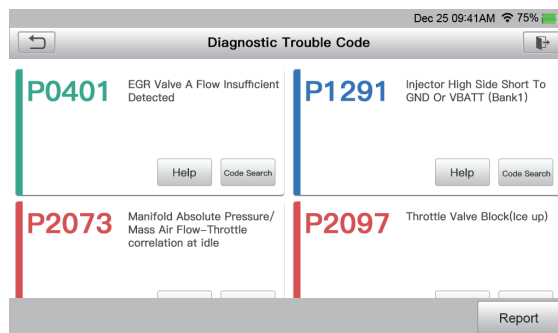 Dec 25 09:41AM 75%
Diagnostic Trouble Code
P0401
EGR Valve A Flow Insufficient
Detected
Help
Code Search
P1291
Injector High Side Short To
GND Or VBATT (Bank1)
Help
Code Search
P2073
Manifold Absolute Pressure/
Mass Air Flow–Throttle
correlation at idle
P2097
Throttle Valve Block(Ice up)
Report